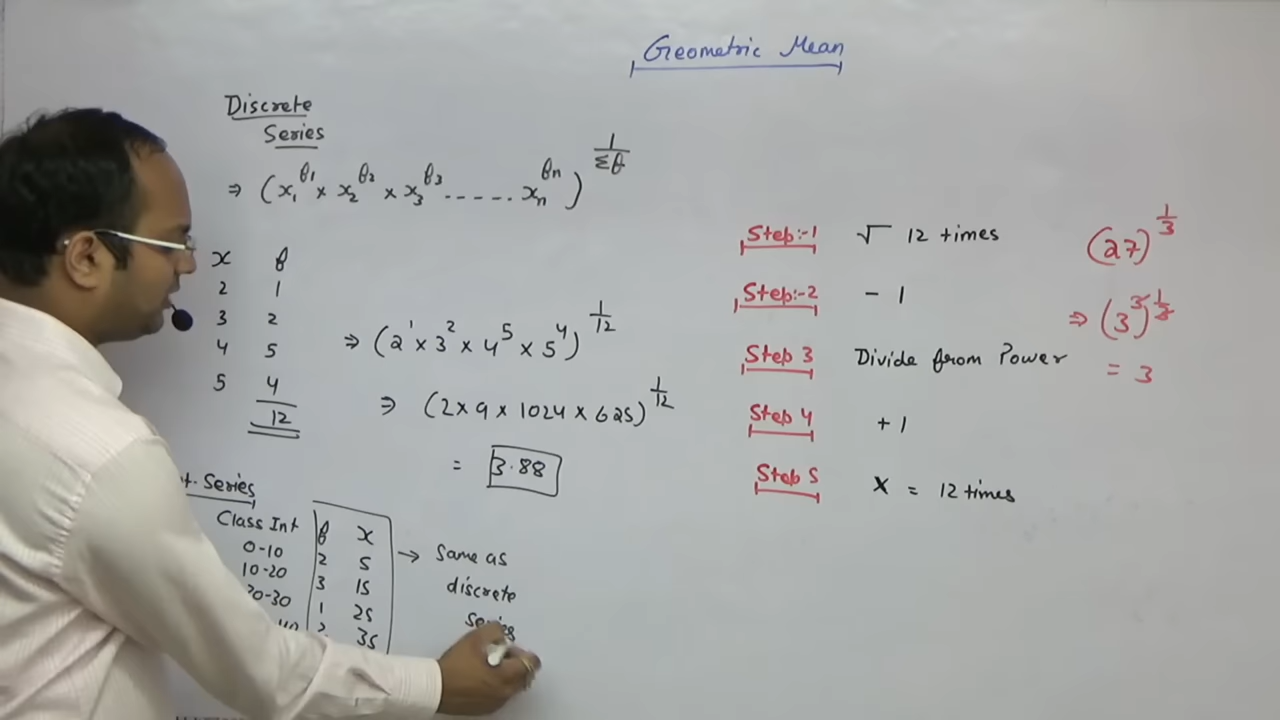 Geometric Mean
Discrete
Series
⇒ (x₁^f1 × x₂^f2 × x₃^f3 ...... xₙ^fn)^(1/Σf)
x f
2 1
3 2
4 5
5 4
12
⇒ (2^1 × 3^2 × 4^5 × 5^4)^(1/12)
⇒ (2×9×1024×625)^(1/12)
= 3.88
Series
Class Int f x
0-10 2 5
10-20 3 15
20-30 1 25
35
→ Same as
discrete
series
Step:-1 √ 12 times
Step:-2 - 1
Step 3 Divide from Power
Step 4 + 1
Step 5 × = 12 times
(27)^(1/3)
⇒ (3^3)^(1/3)
= 3